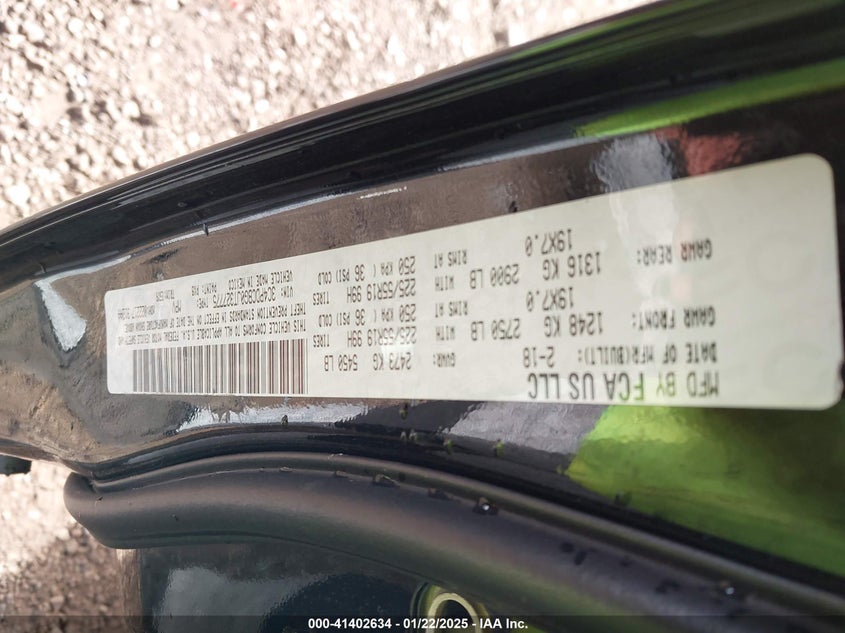 MFD BY FCA US LLC
DATE OF MFR(BUILT): 2-18 GVWR: 2473 KG 5450 LB
GAWR FRONT: 1248 KG 2750 LB WITH TIRES 225/55R19 99H
19X7.0 RIMS AT 250 KPA ( 36 PSI) COLD
GAWR REAR: 1316 KG 2900 LB WITH TIRES 225/55R19 99H
19X7.0 RIMS AT 250 KPA ( 36 PSI) COLD
THIS VEHICLE CONFORMS TO ALL APPLICABLE U.S.A. FEDERAL MOTOR VEHICLE SAFETY AND
THEFT PREVENTION STANDARDS IN EFFECT ON THE DATE OF MANUFACTURE SHOWN ABOVE
VIN: TYPE: MPV
VEHICLE MADE IN MEXICO
000-41402634 / 01/22/2025 / IAA Inc.